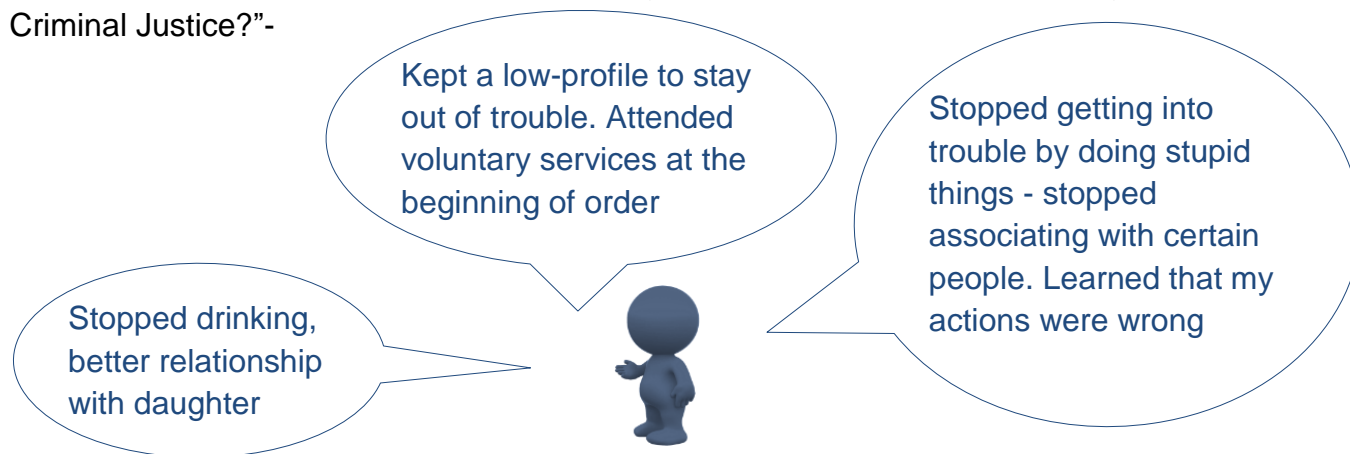 Criminal Justice?”-
Kept a low-profile to stay
out of trouble. Attended
voluntary services at the
beginning of order
Stopped getting into
trouble by doing stupid
things - stopped
associating with certain
people. Learned that my
actions were wrong
Stopped drinking,
better relationship
with daughter